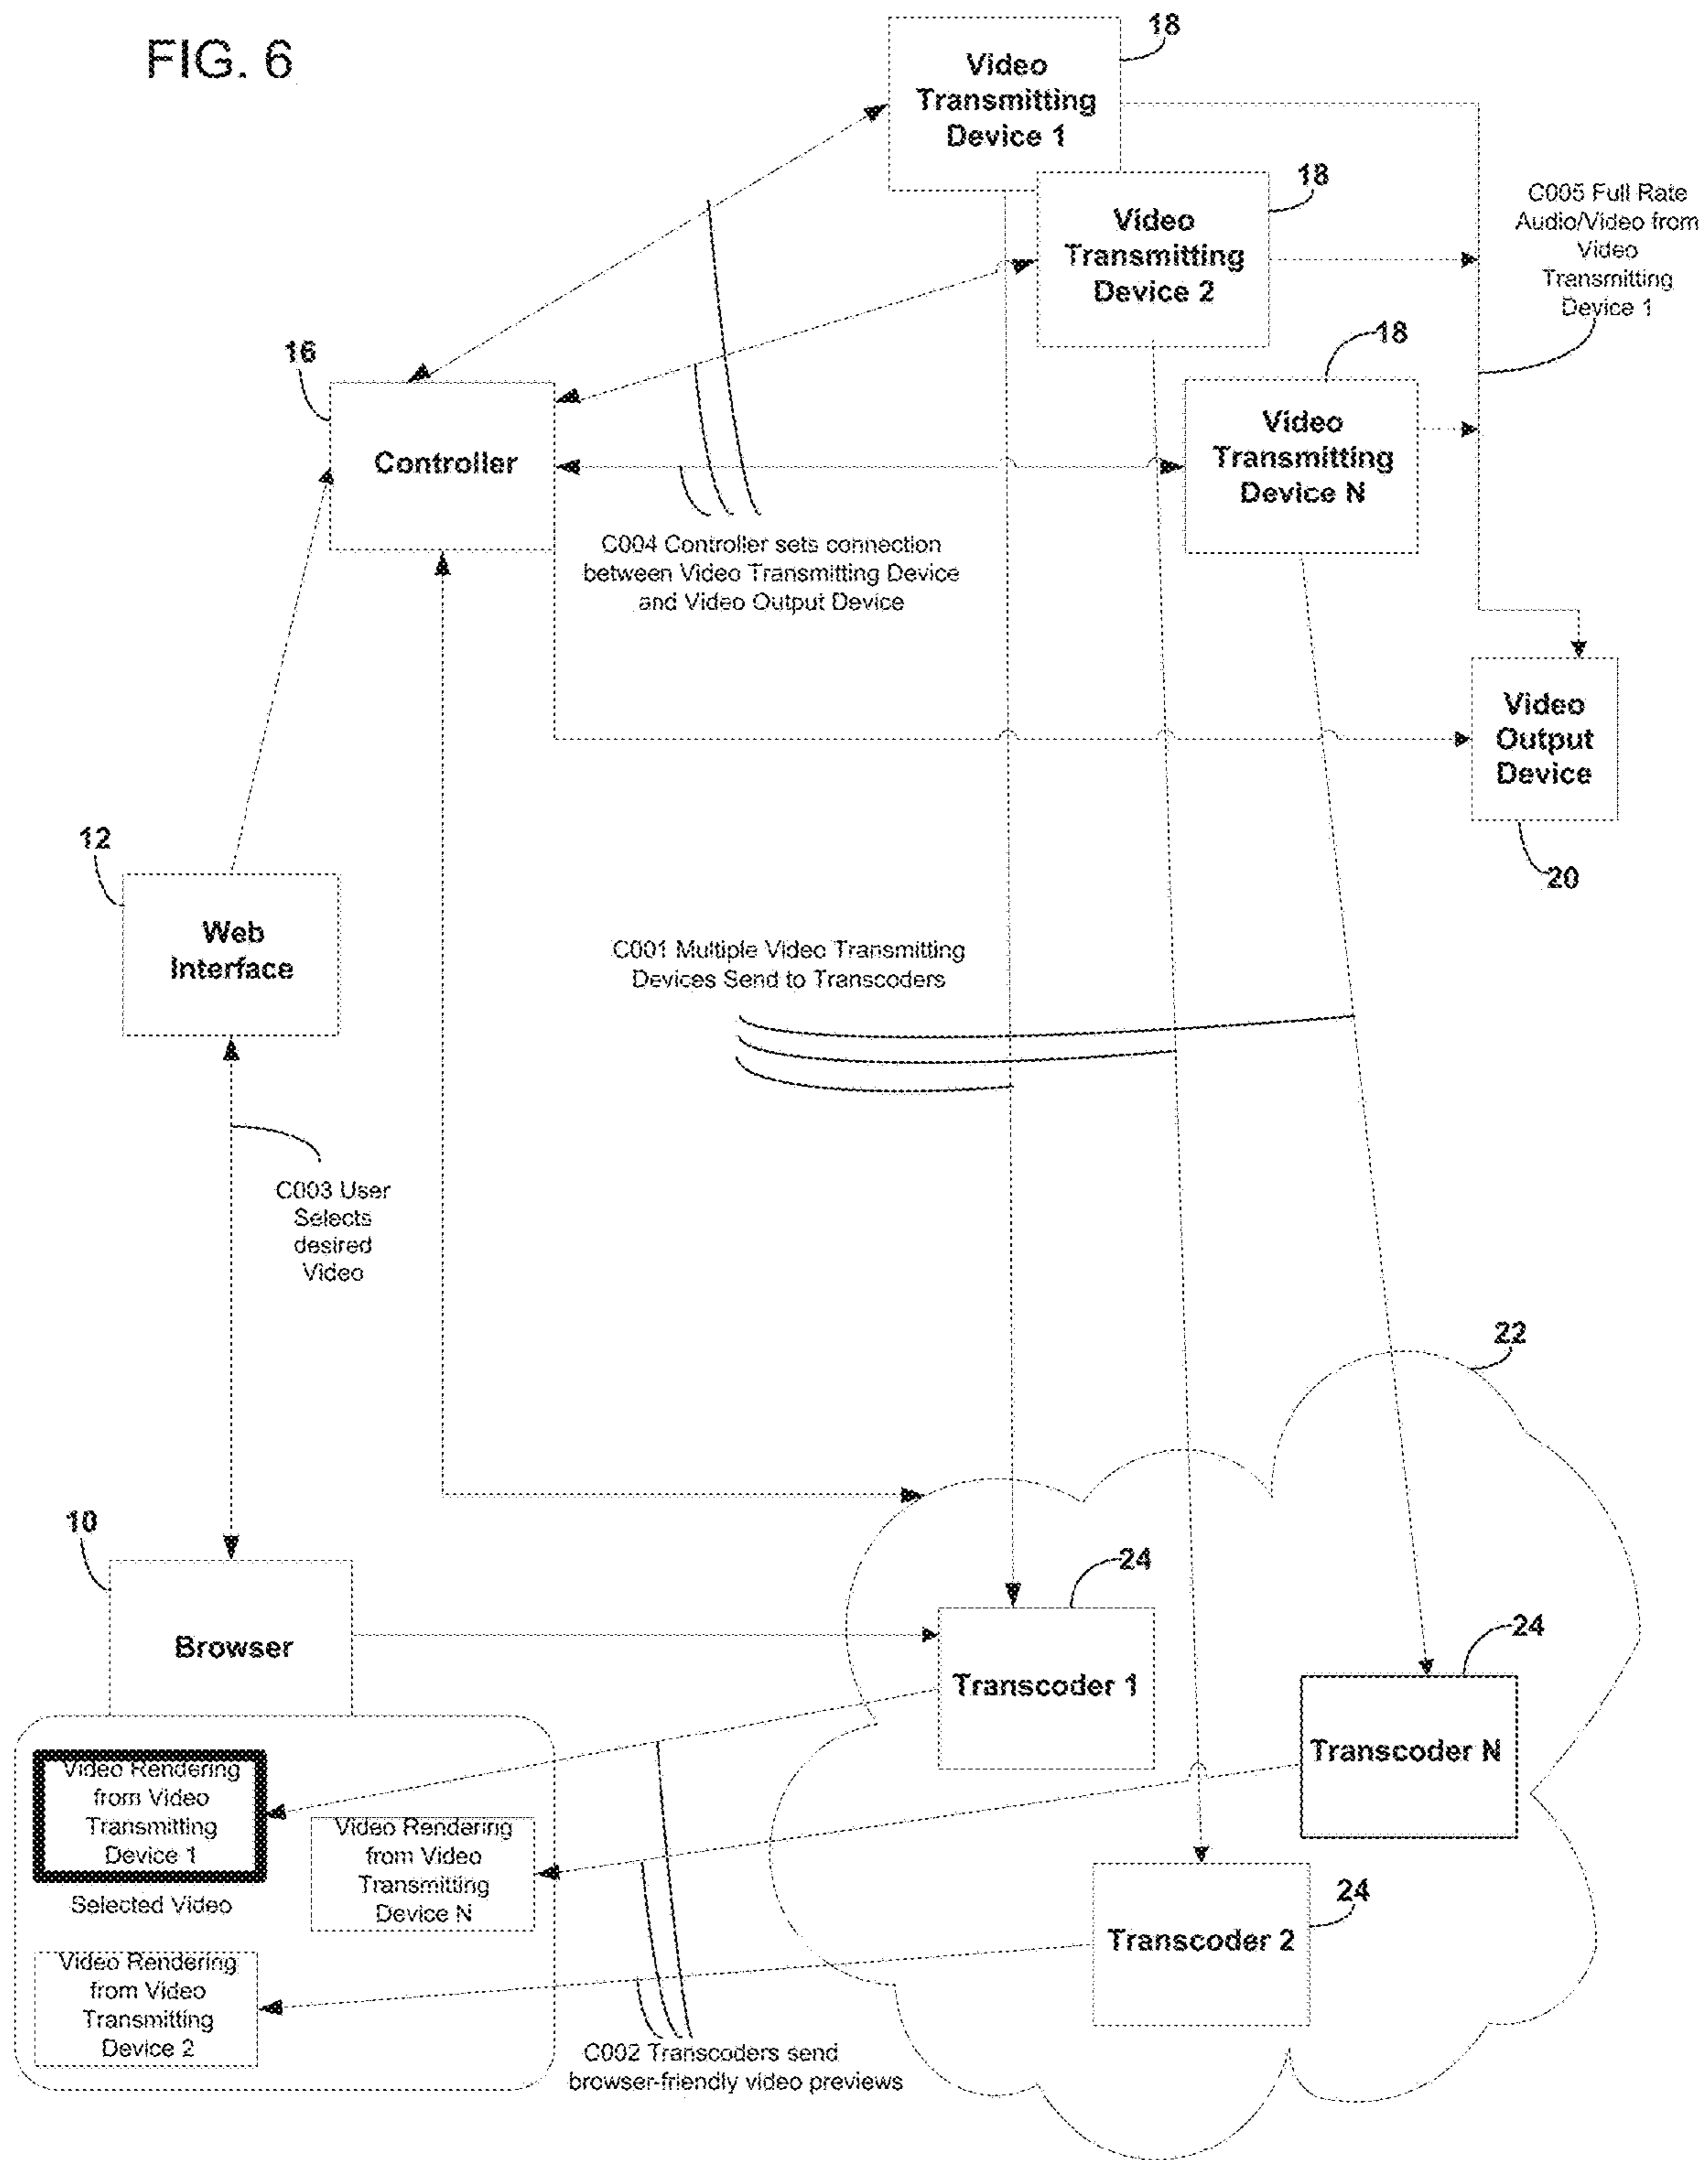 FIG. 6
18
Video
Transmitting
Device 1
18
Video
Transmitting
Device 2
C005 Full Rate
Audio/Video from
Video
Transmitting
Device 1
18
Video
Transmitting
Device N
16
Controller
C004 Controller sets connection
between Video Transmitting Device
and Video Output Device
Video
Output
Device
20
12
Web
Interface
C001 Multiple Video Transmitting
Devices Send to Transcoders
C003 User
Selects
desired
Video
22
10
Browser
24
Transcoder 1
24
Transcoder N
24
Transcoder 2
Video Rendering
from Video
Transmitting
Device 1
Selected Video
Video Rendering
from Video
Transmitting
Device N
Video Rendering
from Video
Transmitting
Device 2
C002 Transcoders send
browser-friendly video previews